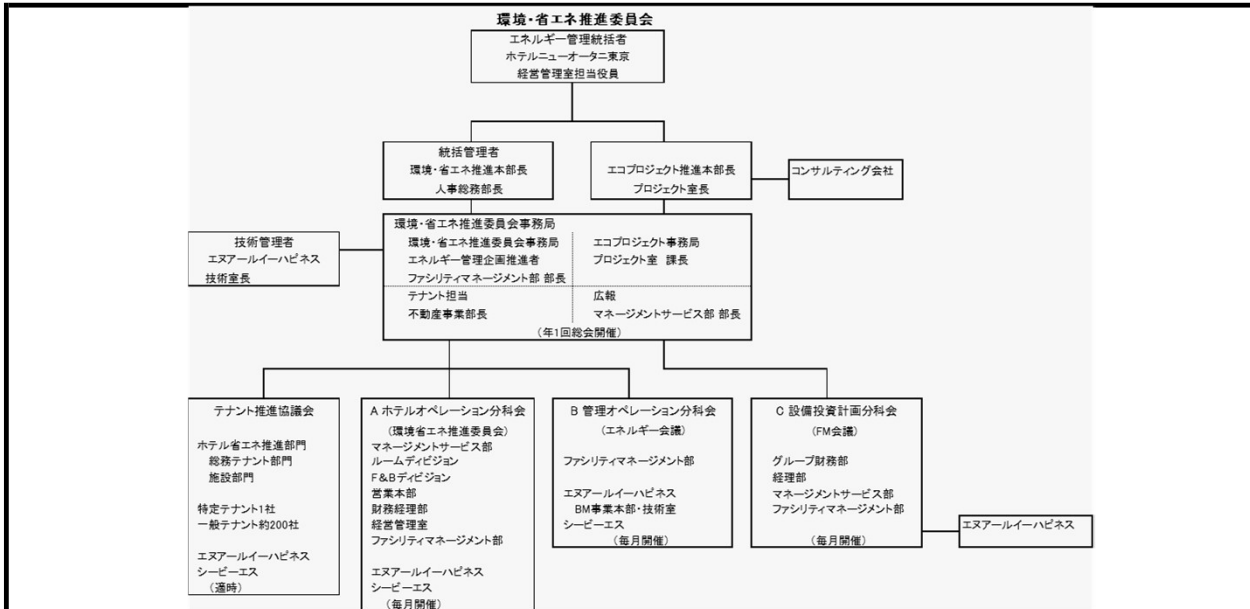 環境・省エネ推進委員会
エネルギー管理統括者
ホテルニューオータニ東京
経営管理室担当役員
統括管理者
環境・省エネ推進本部長
人事総務部長
エコプロジェクト推進本部長
プロジェクト室長
コンサルティング会社
技術管理者
エヌアールイーハピネス
技術室長
環境・省エネ推進委員会事務局
環境・省エネ推進委員会事務局
エネルギー管理企画推進者
ファシリティマネージメント部 部長
エコプロジェクト事務局
プロジェクト室 課長
テナント担当
不動産事業部長
広報
マネージメントサービス部 部長
(年1回総会開催)
テナント推進協議会
ホテル省エネ推進部門
総務テナント部門
施設部門
特定テナント1社
一般テナント約200社
エヌアールイーハピネス
シービーエス
(適時)
A ホテルオペレーション分科会
(環境省エネ推進委員会)
マネージメントサービス部
ルームディビジョン
F&Bディビジョン
営業本部
財務経理部
経営管理室
ファシリティマネージメント部
エヌアールイーハピネス
シービーエス
(毎月開催)
B 管理オペレーション分科会
(エネルギー会議)
ファシリティマネージメント部
エヌアールイーハピネス
BM事業本部・技術室
シービーエス
(毎月開催)
C 設備投資計画分科会
(FM会議)
グループ財務部
経理部
マネージメントサービス部
ファシリティマネージメント部
(毎月開催)
エヌアールイーハピネス